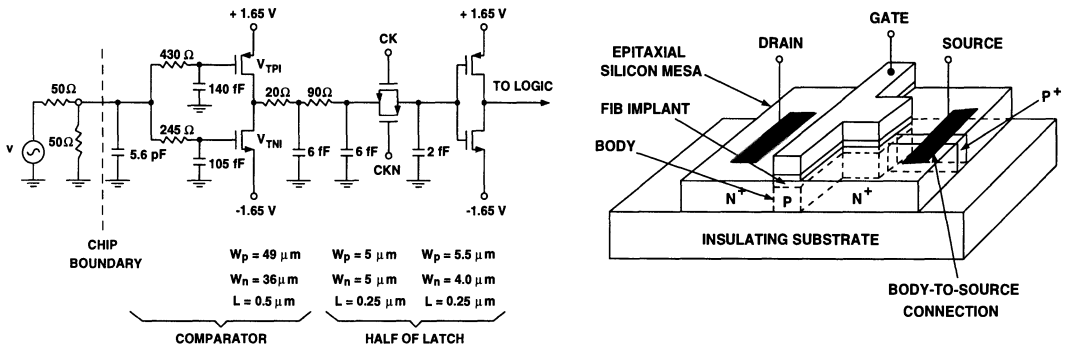 + 1.65 V
+ 1.65 V
CK
430 Ω
V_TPI
50Ω
140 fF
20Ω
90Ω
TO LOGIC
245 Ω
V_TNI
50Ω
V
5.6 pF
105 fF
6 fF
6 fF
2 fF
CKN
-1.65 V
-1.65 V
CHIP
BOUNDARY
W_P = 49 μm
W_P = 5 μm
W_P = 5.5 μm
W_n = 36 μm
W_n = 5 μm
W_n = 4.0 μm
L = 0.5 μm
L = 0.25 μm
L = 0.25 μm
COMPARATOR
HALF OF LATCH
GATE
DRAIN
SOURCE
EPITAXIAL
SILICON MESA
FIB IMPLANT
P+
BODY
N+
P
N+
INSULATING SUBSTRATE
BODY-TO-SOURCE
CONNECTION